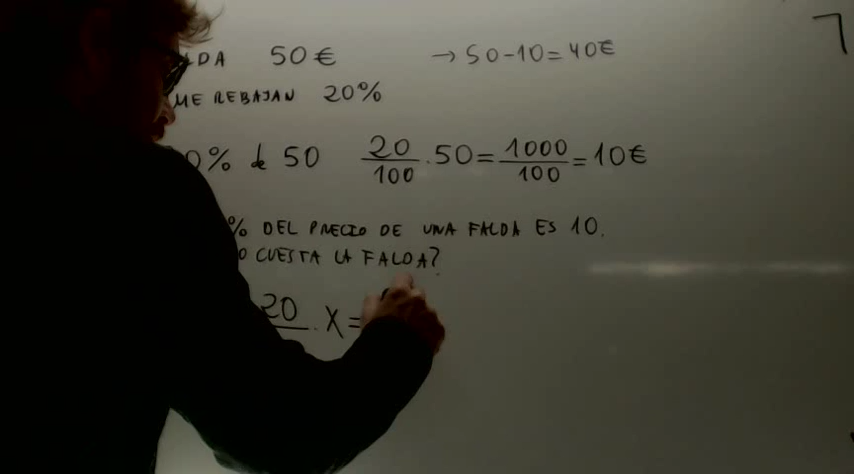 DA 50€ → 50-10=40€
ME REBAJAN 20%
0% de 50 20/100 . 50 = 1000/100 = 10€
% DEL PRECIO DE UNA FALDA ES 10.
O CUESTA LA FALDA?
20 . X =